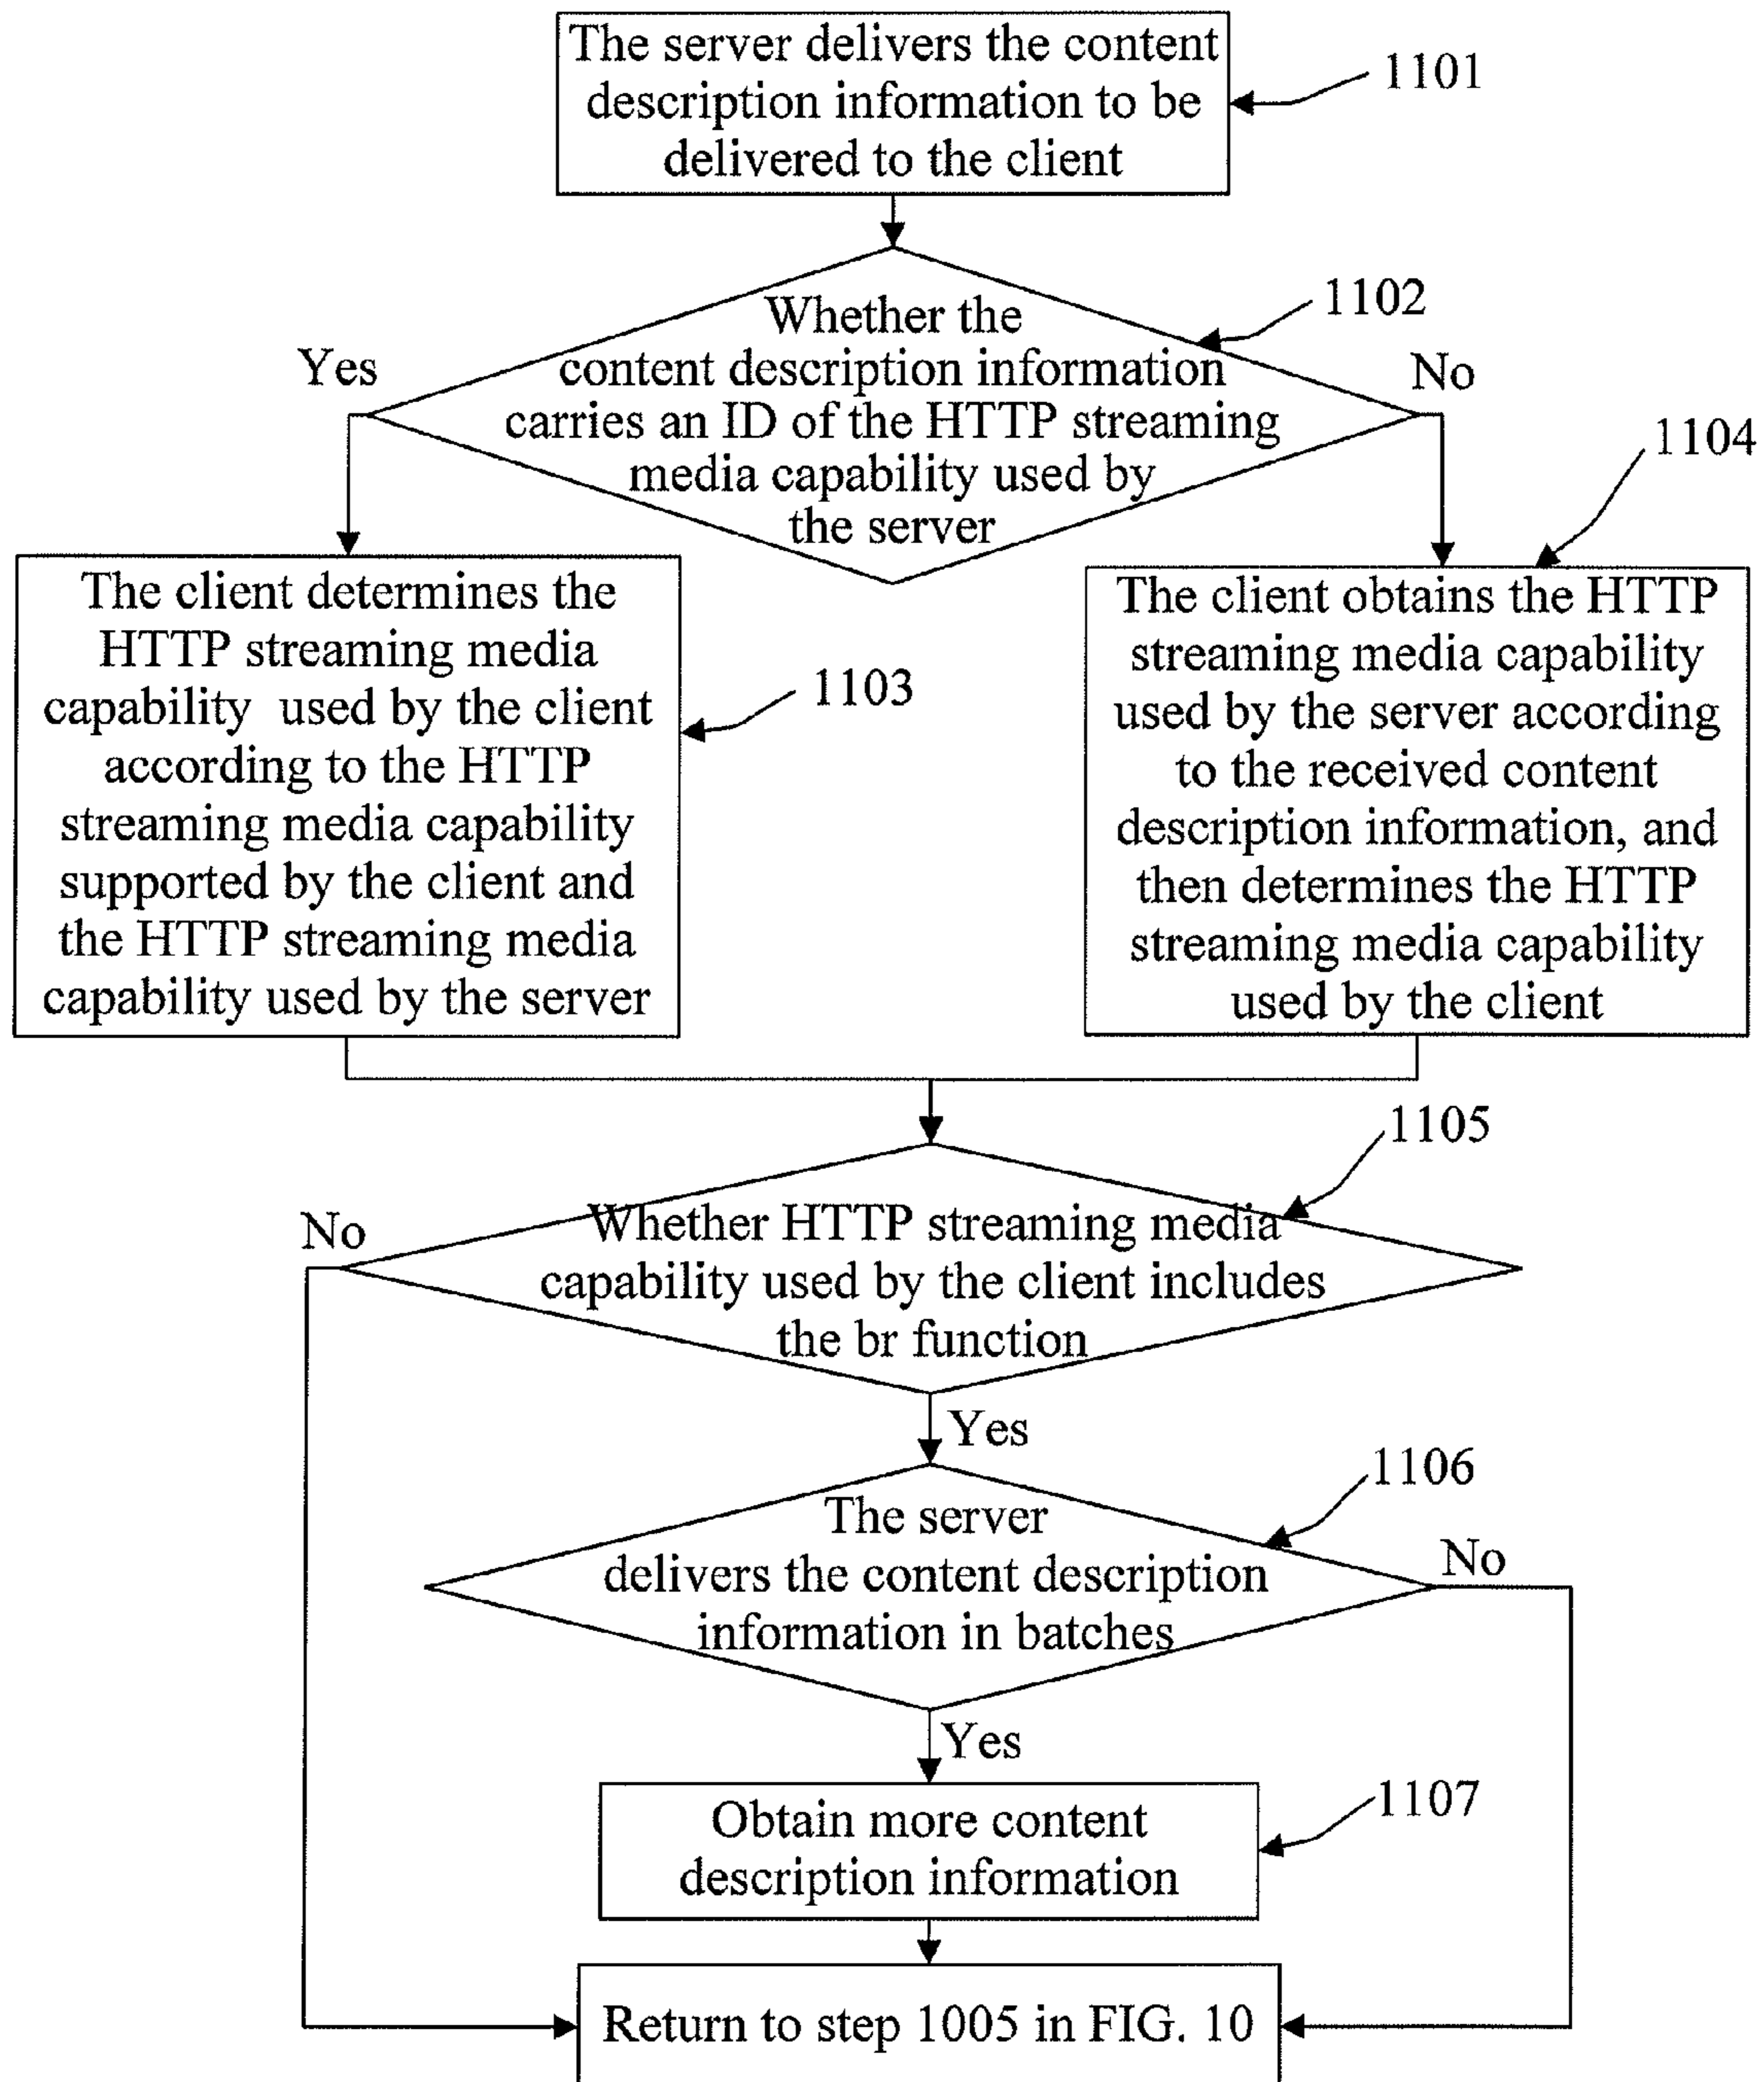 The server delivers the content
description information to be
delivered to the client
1101
Whether the
content description information
carries an ID of the HTTP streaming
media capability used by
the server
1102
Yes
No
The client determines the
HTTP streaming media
capability used by the client
according to the HTTP
streaming media capability
supported by the client and
the HTTP streaming media
capability used by the server
1103
1104
The client obtains the HTTP
streaming media capability
used by the server according
to the received content
description information, and
then determines the HTTP
streaming media capability
used by the client
1105
No
Whether HTTP streaming media
capability used by the client includes
the br function
Yes
1106
The server
delivers the content description
information in batches
No
Yes
1107
Obtain more content
description information
Return to step 1005 in FIG. 10